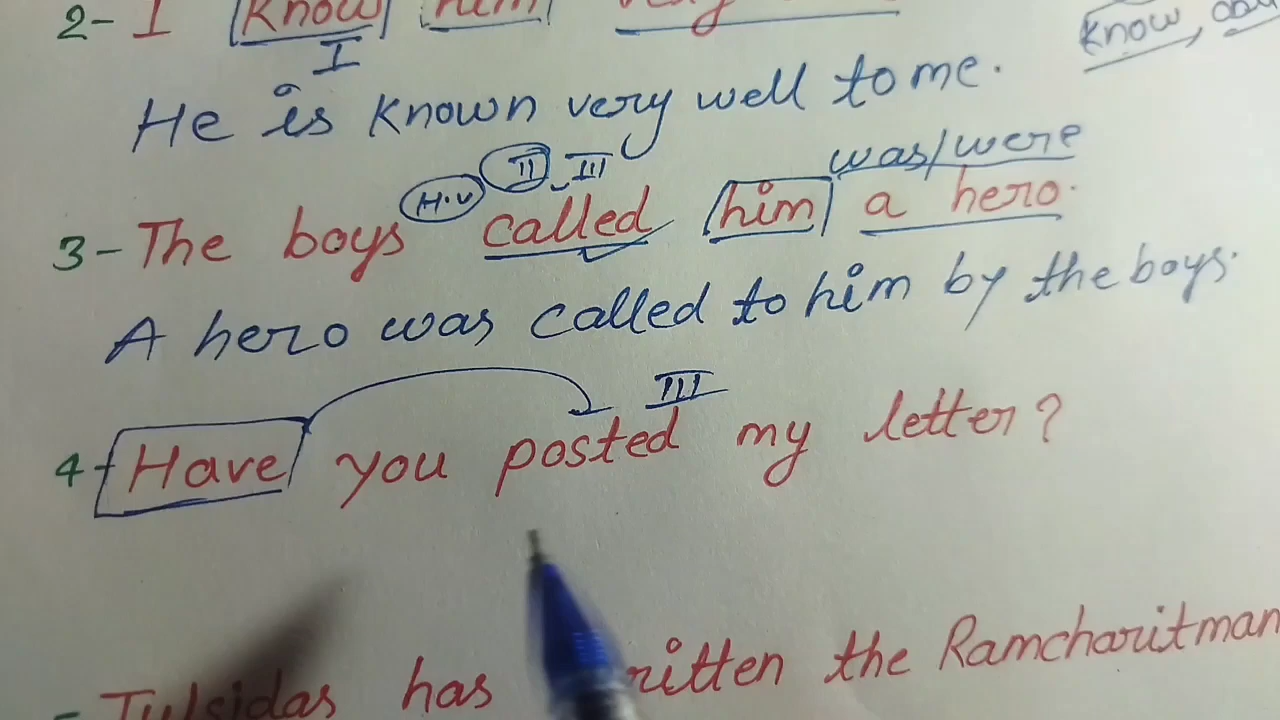 2- I Know him very
know,
I
He is known very well to me.
H.V II, III was/were
3- The boys called him a hero.
A hero was called to him by the boys.
III
4- Have you posted my letter?
Tulsidas has the Ramcharitman